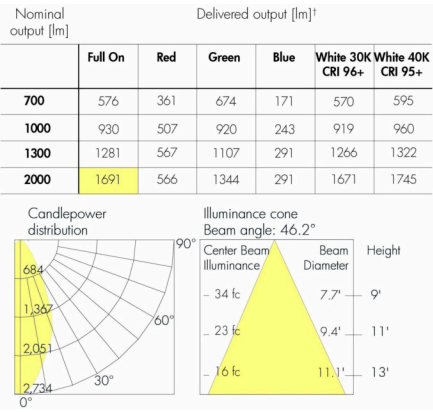 Nominal output [lm]
Delivered output [lm]†
Full On Red Green Blue White 30K CRI 96+ White 40K CRI 95+
700 576 361 674 171 570 595
1000 930 507 920 243 919 960
1300 1281 567 1107 291 1266 1322
2000 1691 566 1344 291 1671 1745
Candlepower
distribution
90°
684
1,367
60°
2,051
30°
2,734
0°
Illuminance cone
Beam angle: 46.2°
Center Beam Illuminance Beam Diameter Height
34 fc 7.7' 9'
23 fc 9.4' 11'
16 fc 11.1' 13'